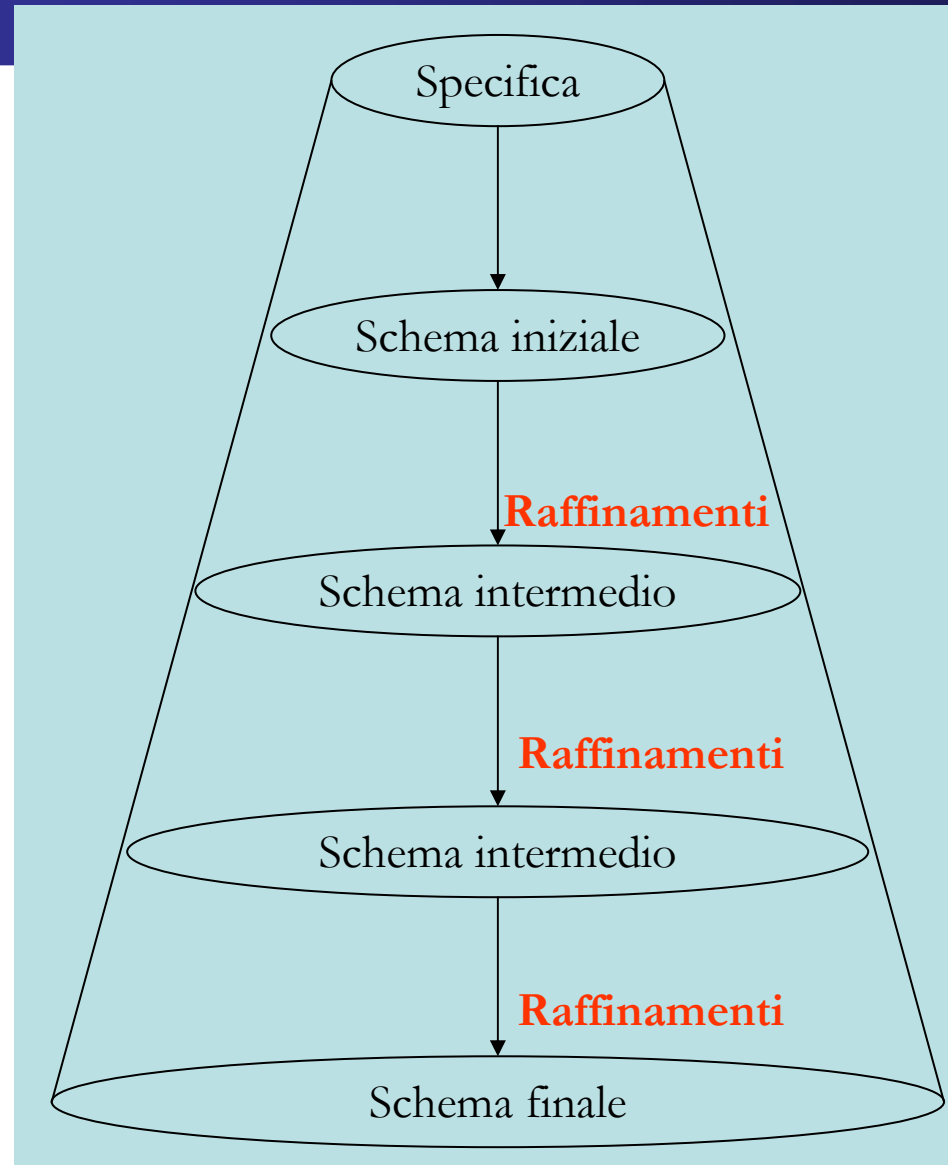 Specifica
Schema iniziale
Raffinamenti
Schema intermedio
Raffinamenti
Schema intermedio
Raffinamenti
Schema finale